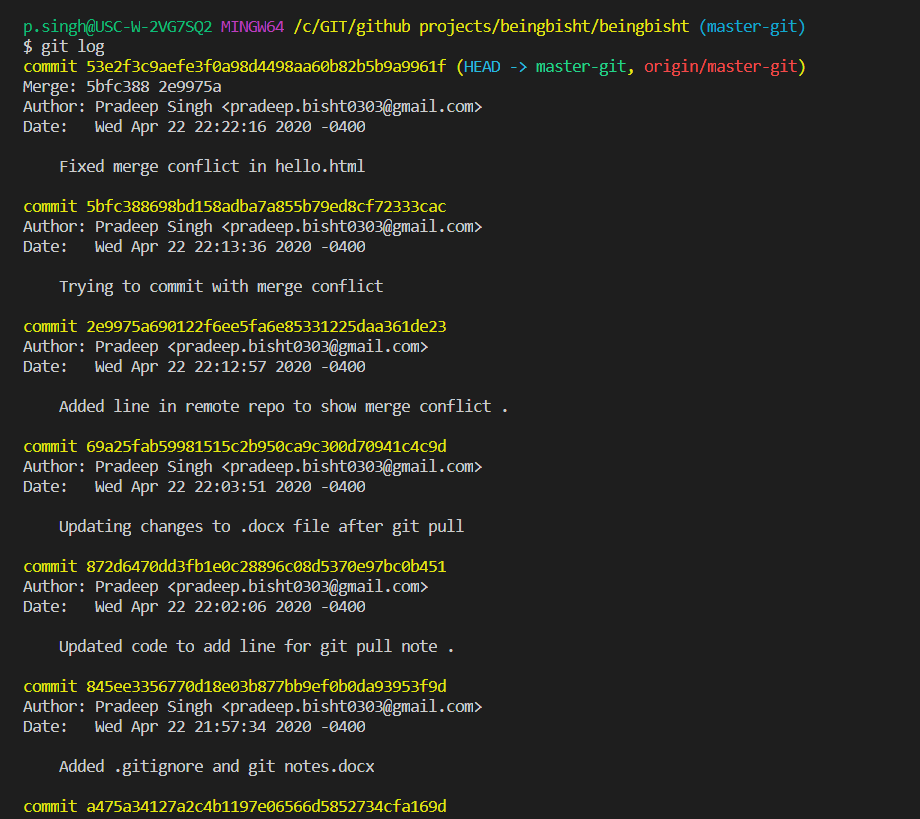 p.singh@USC-W-2VG7SQ2 MINGW64 /c/GIT/github projects/beingbisht/beingbisht (master-git)
$ git log
commit 53e2f3c9aefe3f0a98d4498aa60b82b5b9a9961f (HEAD -> master-git, origin/master-git)
Merge: 5bfc388 2e9975a
Author: Pradeep Singh <pradeep.bisht0303@gmail.com>
Date:   Wed Apr 22 22:22:16 2020 -0400
    Fixed merge conflict in hello.html
commit 5bfc388698bd158adba7a855b79ed8cf72333cac
Author: Pradeep Singh <pradeep.bisht0303@gmail.com>
Date:   Wed Apr 22 22:13:36 2020 -0400
    Trying to commit with merge conflict
commit 2e9975a690122f6ee5fa6e85331225daa361de23
Author: Pradeep <pradeep.bisht0303@gmail.com>
Date:   Wed Apr 22 22:12:57 2020 -0400
    Added line in remote repo to show merge conflict .
commit 69a25fab59981515c2b950ca9c300d70941c4c9d
Author: Pradeep Singh <pradeep.bisht0303@gmail.com>
Date:   Wed Apr 22 22:03:51 2020 -0400
    Updating changes to .docx file after git pull
commit 872d6470dd3fb1e0c28896c08d5370e97bc0b451
Author: Pradeep <pradeep.bisht0303@gmail.com>
Date:   Wed Apr 22 22:02:06 2020 -0400
    Updated code to add line for git pull note .
commit 845ee3356770d18e03b877bb9ef0b0da93953f9d
Author: Pradeep Singh <pradeep.bisht0303@gmail.com>
Date:   Wed Apr 22 21:57:34 2020 -0400
    Added .gitignore and git notes.docx
commit a475a34127a2c4b1197e06566d5852734cfa169d